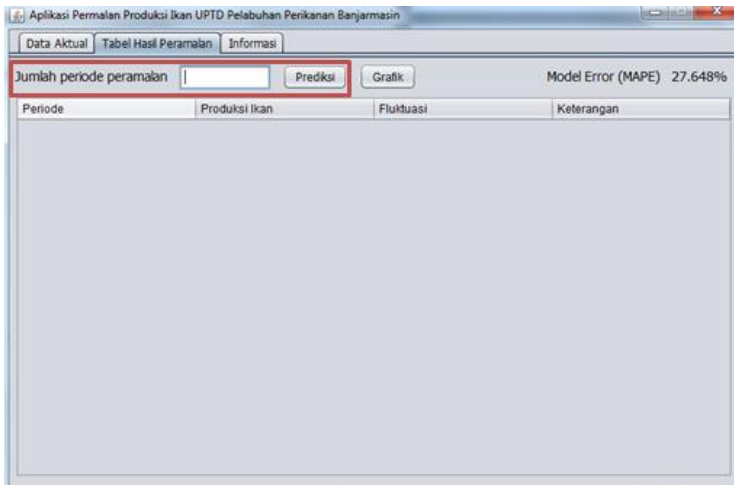 Aplikasi Permalan Produksi Ikan UPTD Pelabuhan Perikanan Banjarmasin
Data Aktual Tabel Hasil Peramalan Informasi
Jumlah periode peramalan Prediksi Grafik Model Error (MAPE) 27.648%
Periode Produksi Ikan Fluktuasi Keterangan